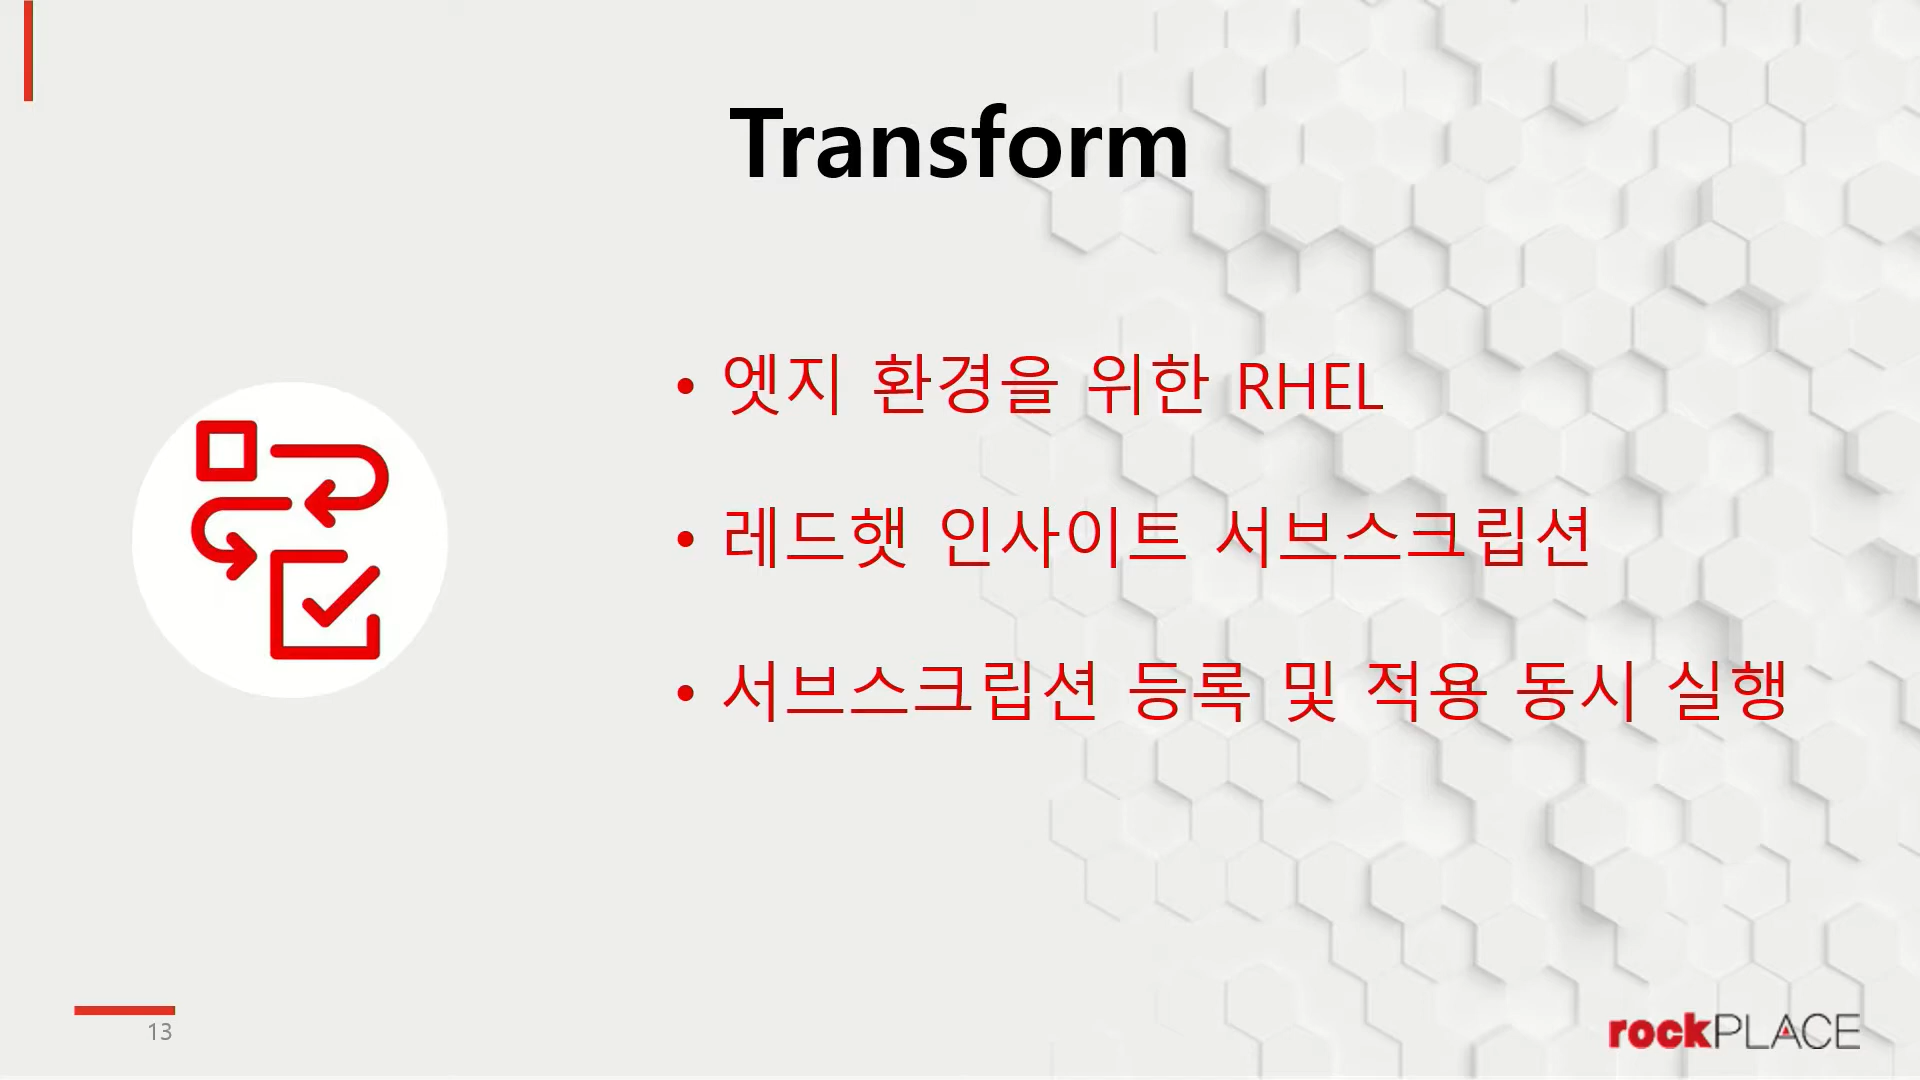 Transform
• 엣지 환경을 위한 RHEL
• 레드햇 인사이트 서브스크립션
• 서브스크립션 등록 및 적용 동시 실행
13
rockPLACE